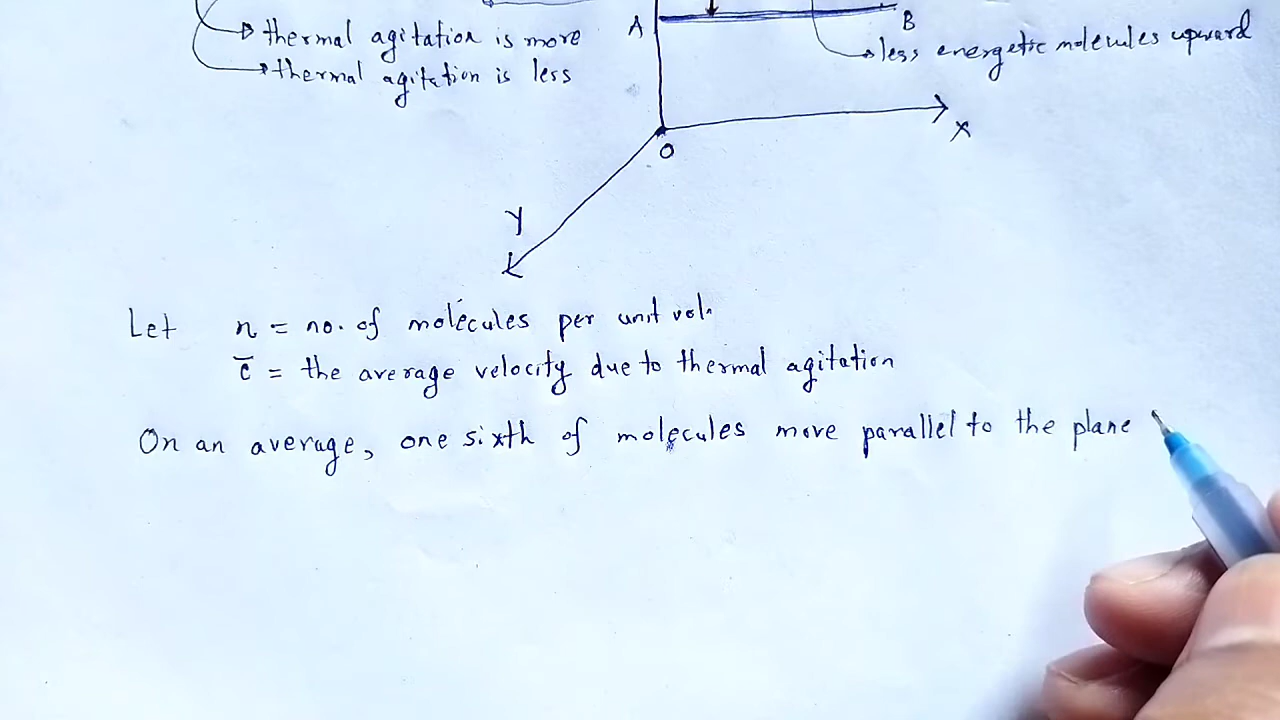 thermal agitation is more
thermal agitation is less
A
B
less energetic molecules upward
X
O
Y
Let n = no. of molecules per unit vol.
c̅ = the average velocity due to thermal agitation
On an average, one sixth of molecules move parallel to the plane